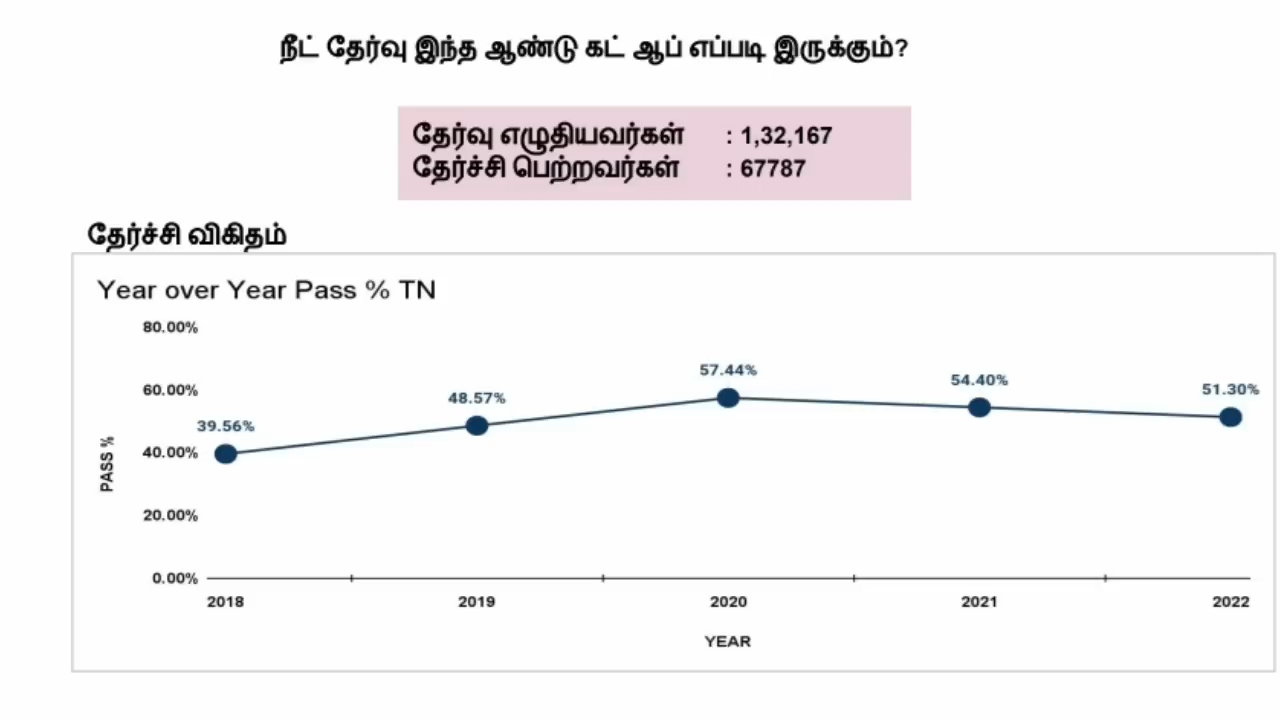 நீட் தேர்வு இந்த ஆண்டு கட் ஆப் எப்படி இருக்கும்?
தேர்வு எழுதியவர்கள் : 1,32,167
தேர்ச்சி பெற்றவர்கள் : 67787
தேர்ச்சி விகிதம்
Year over Year Pass % TN
80.00%
60.00%
40.00%
20.00%
0.00%
PASS %
39.56%
48.57%
57.44%
54.40%
51.30%
2018 2019 2020 2021 2022
YEAR